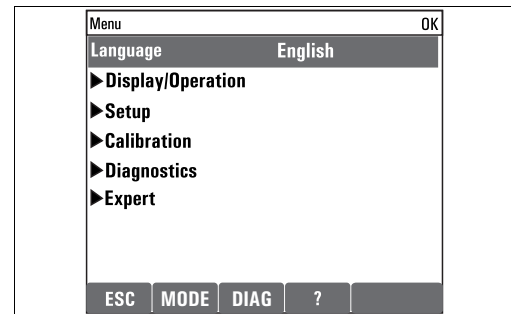 Menu OK
Language English
▶Display/Operation
▶Setup
▶Calibration
▶Diagnostics
▶Expert
ESC MODE DIAG ?